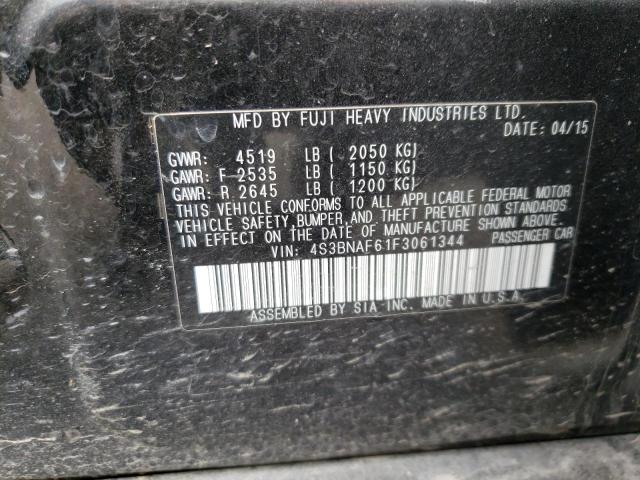 MFD BY FUJI HEAVY INDUSTRIES LTD.
DATE: 04/15
GVWR: 4519 LB ( 2050 KG)
GAWR: F 2535 LB ( 1150 KG)
GAWR: R 2645 LB ( 1200 KG)
THIS VEHICLE CONFORMS TO ALL APPLICABLE FEDERAL MOTOR
VEHICLE SAFETY, BUMPER, AND THEFT PREVENTION STANDARDS
IN EFFECT ON THE DATE OF MANUFACTURE SHOWN ABOVE.
VIN: 4S3BNAF61F3061344 PASSENGER CAR
ASSEMBLED BY SIA INC. MADE IN U.S.A.